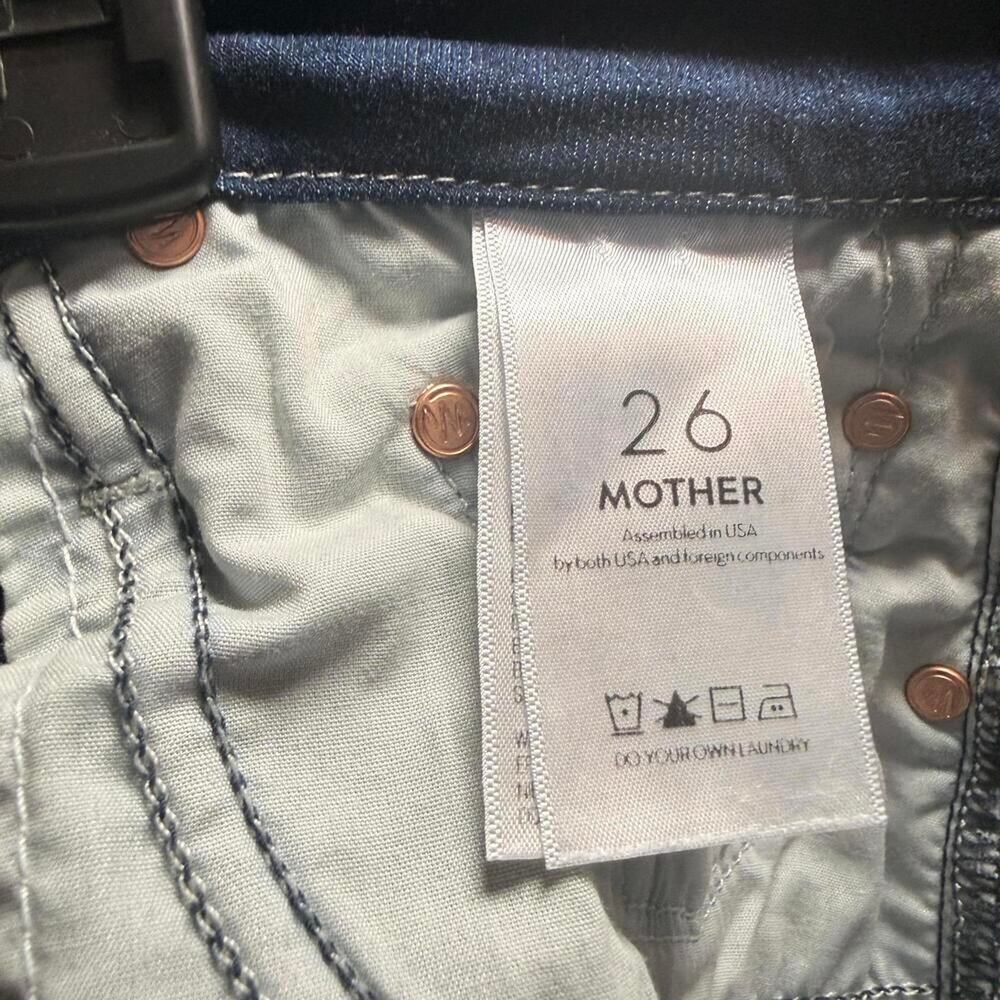 26
MOTHER
Assembled in USA
by both USA and foreign components
DO YOUR OWN LAUNDRY